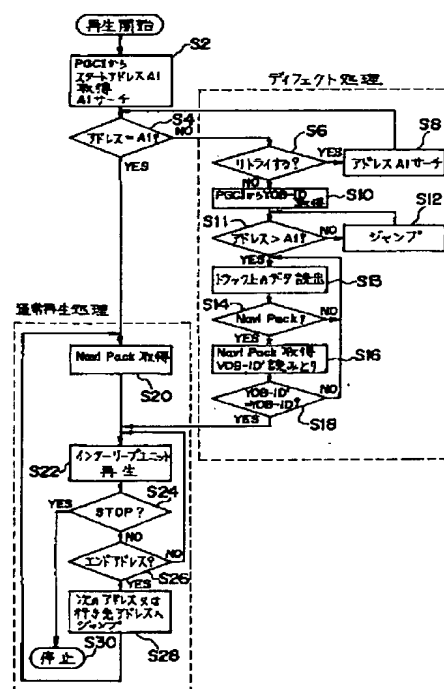 再生開始
S2
PGCIから
スタートアドレスA1
取得
A1サーチ
S4
アドレス=A1?
NO
YES
ディフェクト処理
S6
リトライする?
YES
NO
S8
アドレスA1サーチ
PGCIからVOB-ID
取得
S10
S11
アドレス>A1?
NO
YES
S12
ジャンプ
トラック上のデータ読出
S13
S14
Navi Pack?
NO
YES
Navi Pack取得
VOB-ID'読みとり
S16
VOB-ID'
=VOB-ID?
NO
YES
S18
通常再生処理
Navi Pack取得
S20
S22
インターリーブユニット
再生
S24
YES
STOP?
NO
エンドアドレス?
NO
S26
YES
次のアドレス又は
行き先アドレスへ
ジャンプ
S28
S30
停止